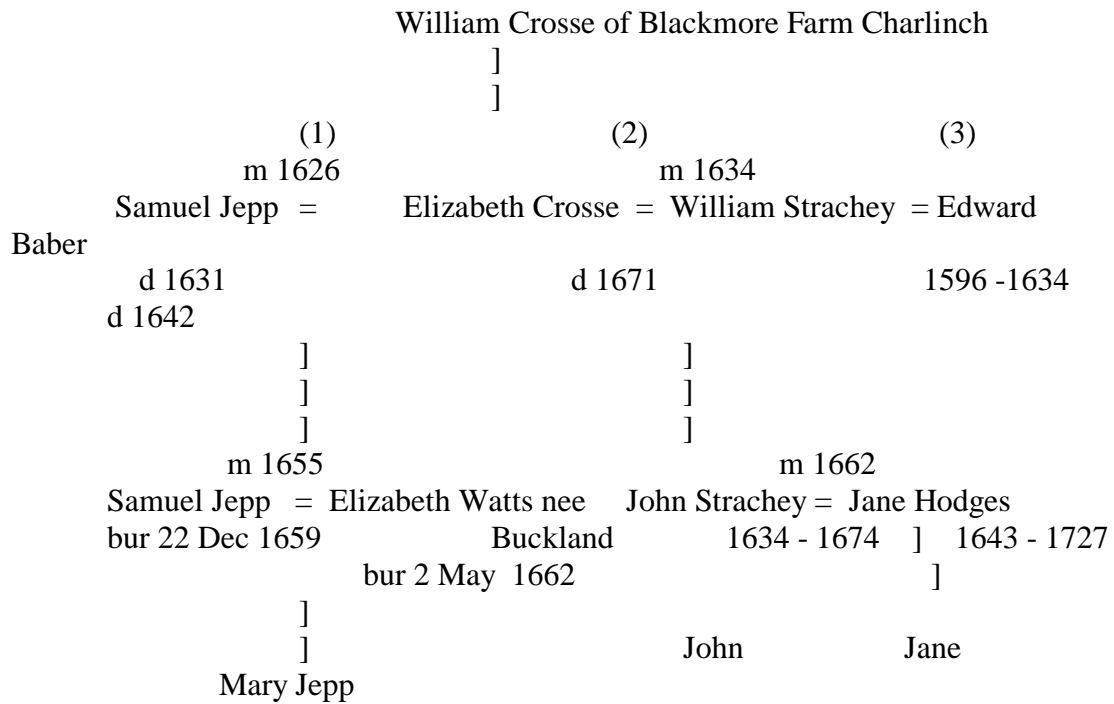 William Crosse of Blackmore Farm Charlinch
]
]
(1) (2) (3)
m 1626 m 1634
Samuel Jepp = Elizabeth Crosse = William Strachey = Edward
Baber
d 1631 d 1671 1596 -1634
d 1642
] ]
] ]
] ]
m 1655 m 1662
Samuel Jepp = Elizabeth Watts nee John Strachey = Jane Hodges
bur 22 Dec 1659 Buckland 1634 - 1674 ] 1643 - 1727
bur 2 May 1662 ]
]
] John Jane
Mary Jepp